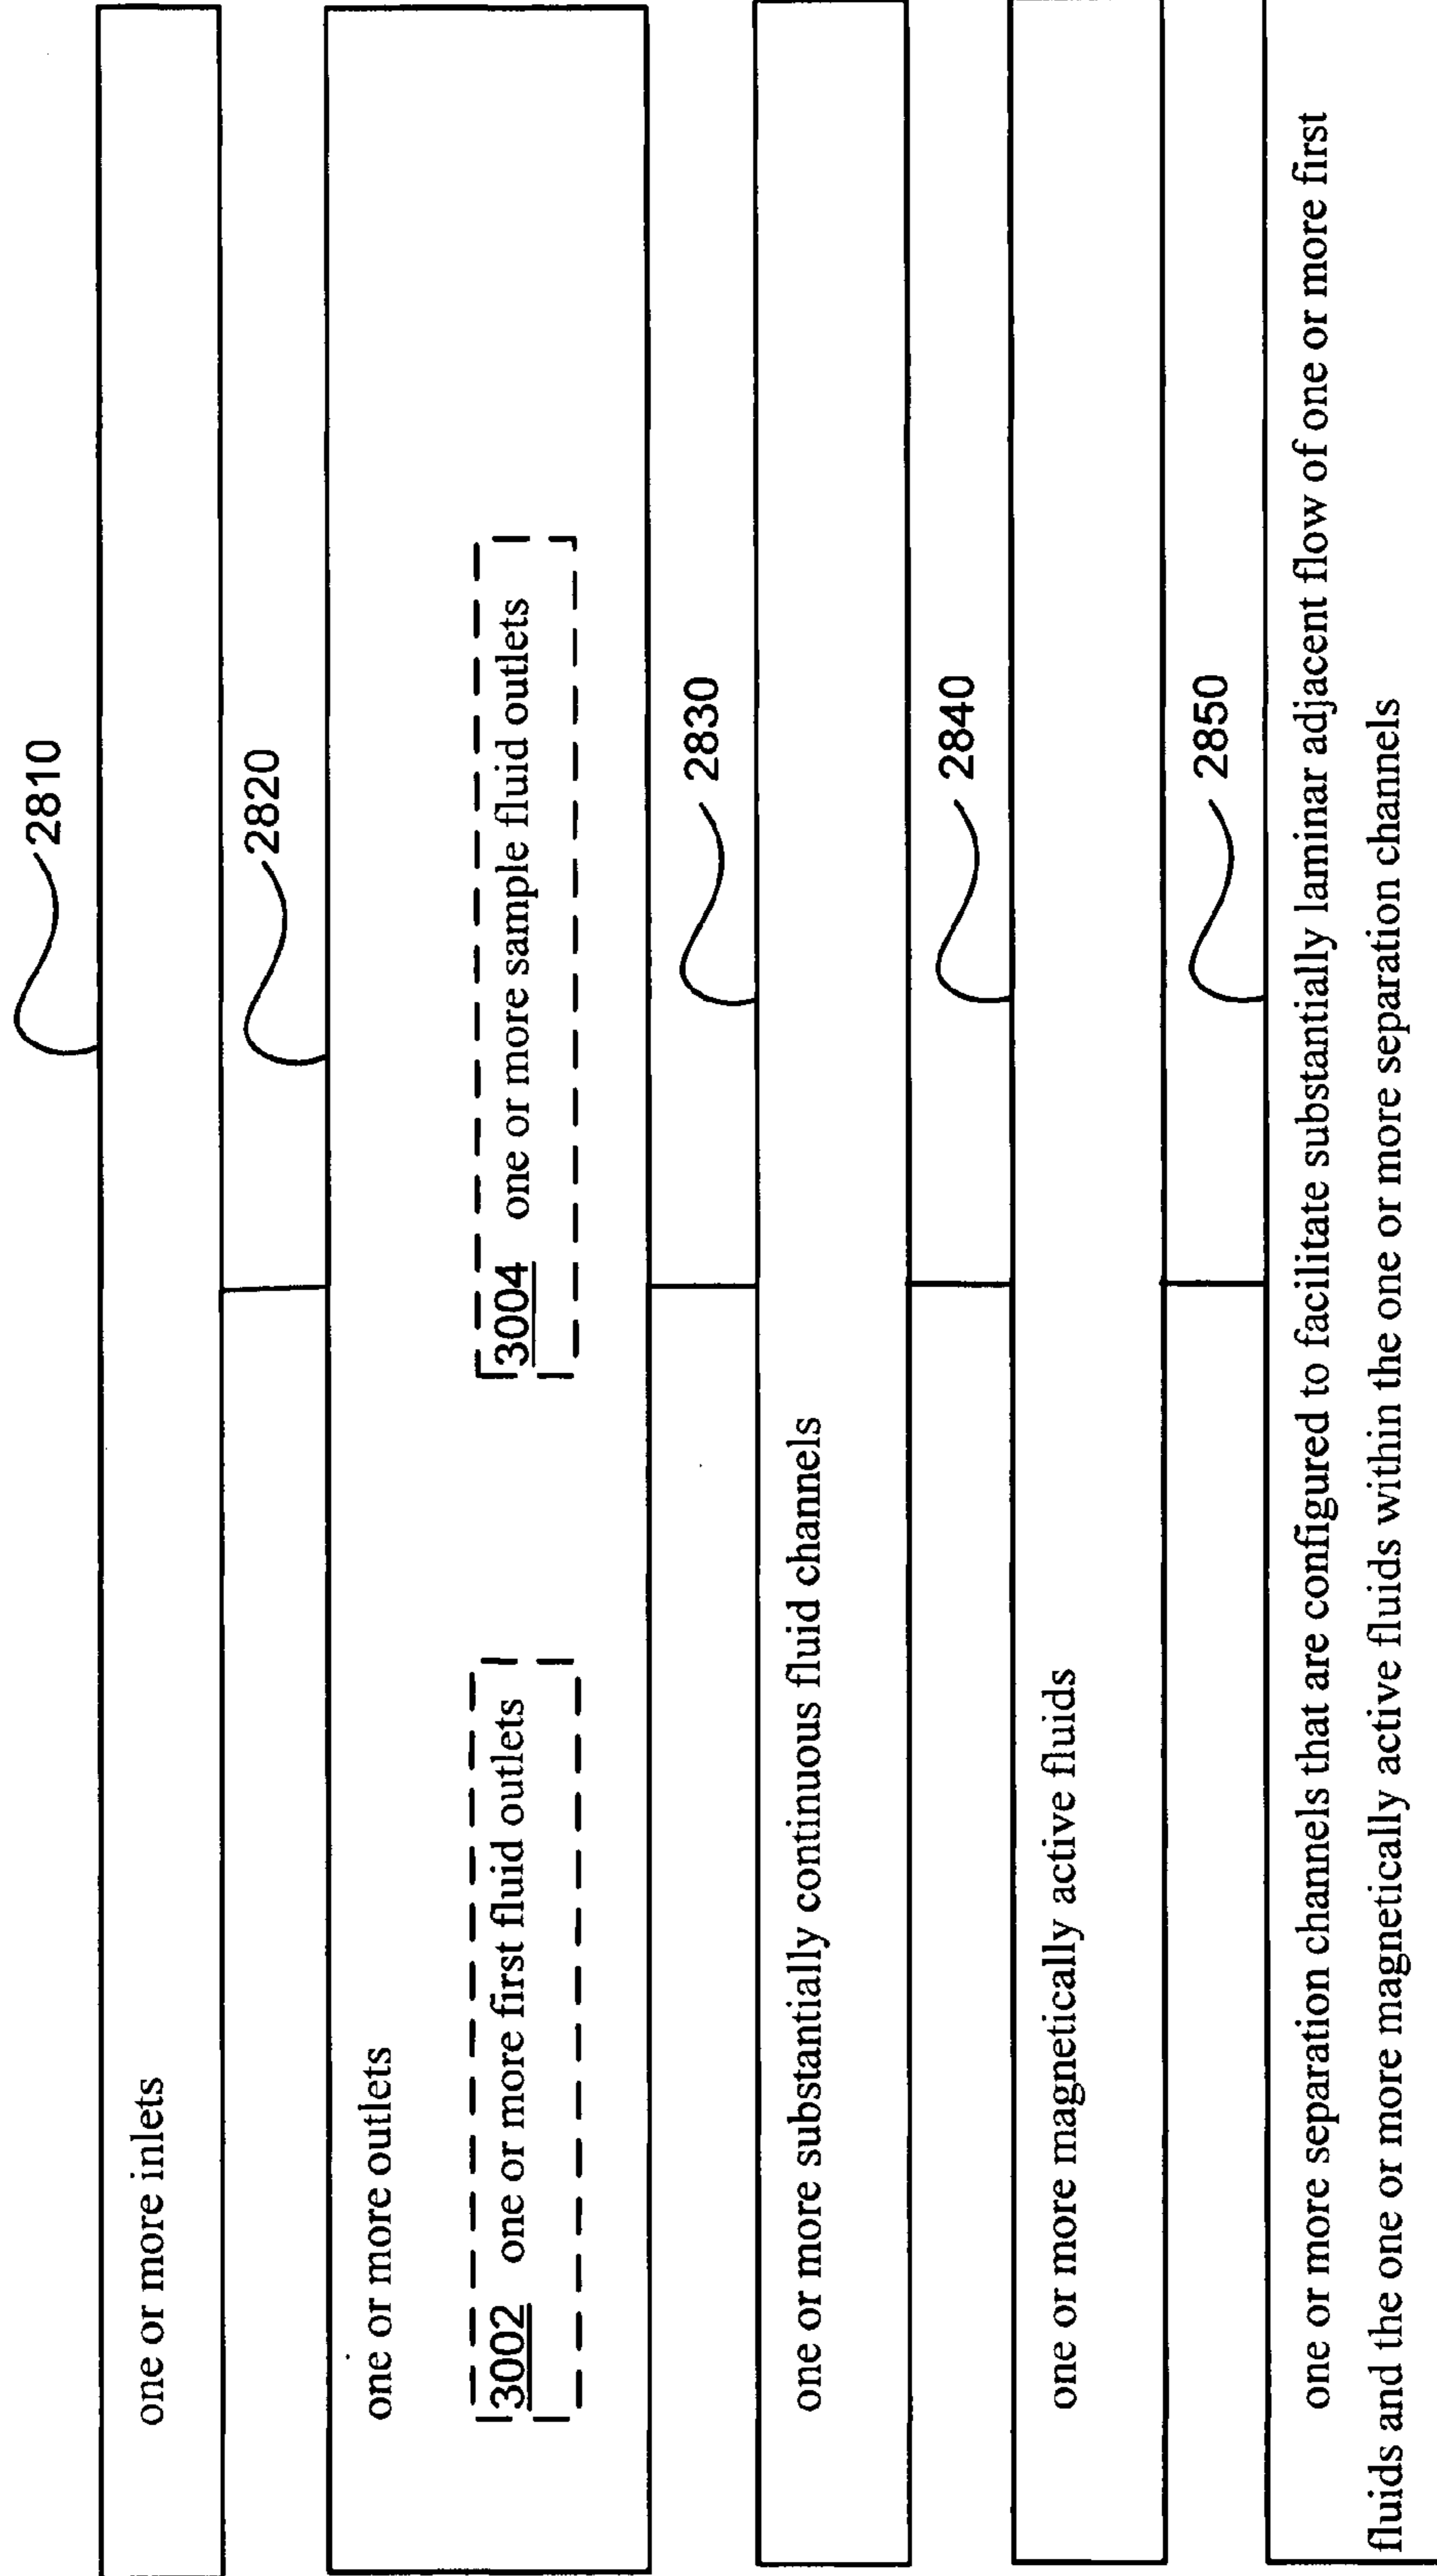 2810
one or more inlets
2820
one or more outlets
3002 one or more first fluid outlets
3004 one or more sample fluid outlets
2830
one or more substantially continuous fluid channels
2840
one or more magnetically active fluids
2850
one or more separation channels that are configured to facilitate substantially laminar adjacent flow of one or more first
fluids and the one or more magnetically active fluids within the one or more separation channels